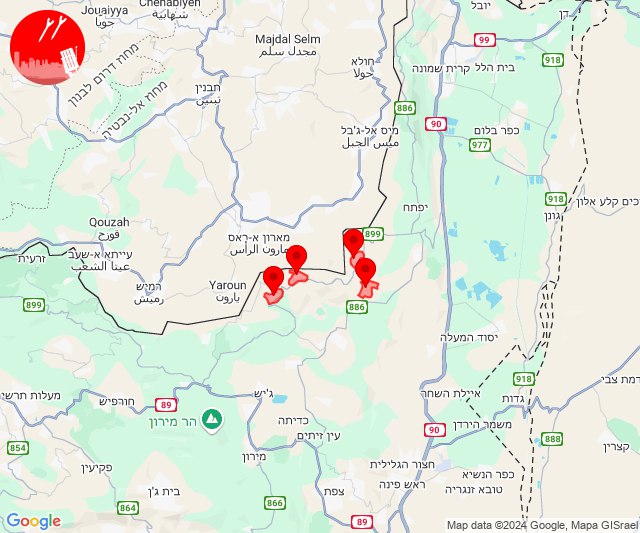 Jouaiyya
جويا
Chehabiyeh
شهابية
יובל
דן
Majdal Selm
مجدل سلم
99
918
חולא
حولا
בית הלל
קרית שמונה
מחוז דרום לבנון
מחוז אל-נבטיה
תבנין
تبنين
886
90
מיס אל-ג'בל
ميس الجبل
כפר בלום
977
יפתח
918
גונן
קלע אלון
Qouzah
قوزح
899
מארון א-ראס
مارون الراس
עייתא א-שעב
عيتا الشعب
זרעית
רמיש
رميش
Yaroun
يارون
899
886
יסוד המעלה
918
גדות
מעלות תרשיחא
חורפיש
89
ג'יש
איילת השחר
הר מירון
כדיתה
90
משמר הירדן
888
קצרין
854
עין זיתים
מירון
פקיעין
חצור הגלילית
ראש פינה
כפר הנשיא
טובא זנגריה
בית ג'ן
צפת
864
866
89
Google
Map data ©2024 Google, Mapa GISrael